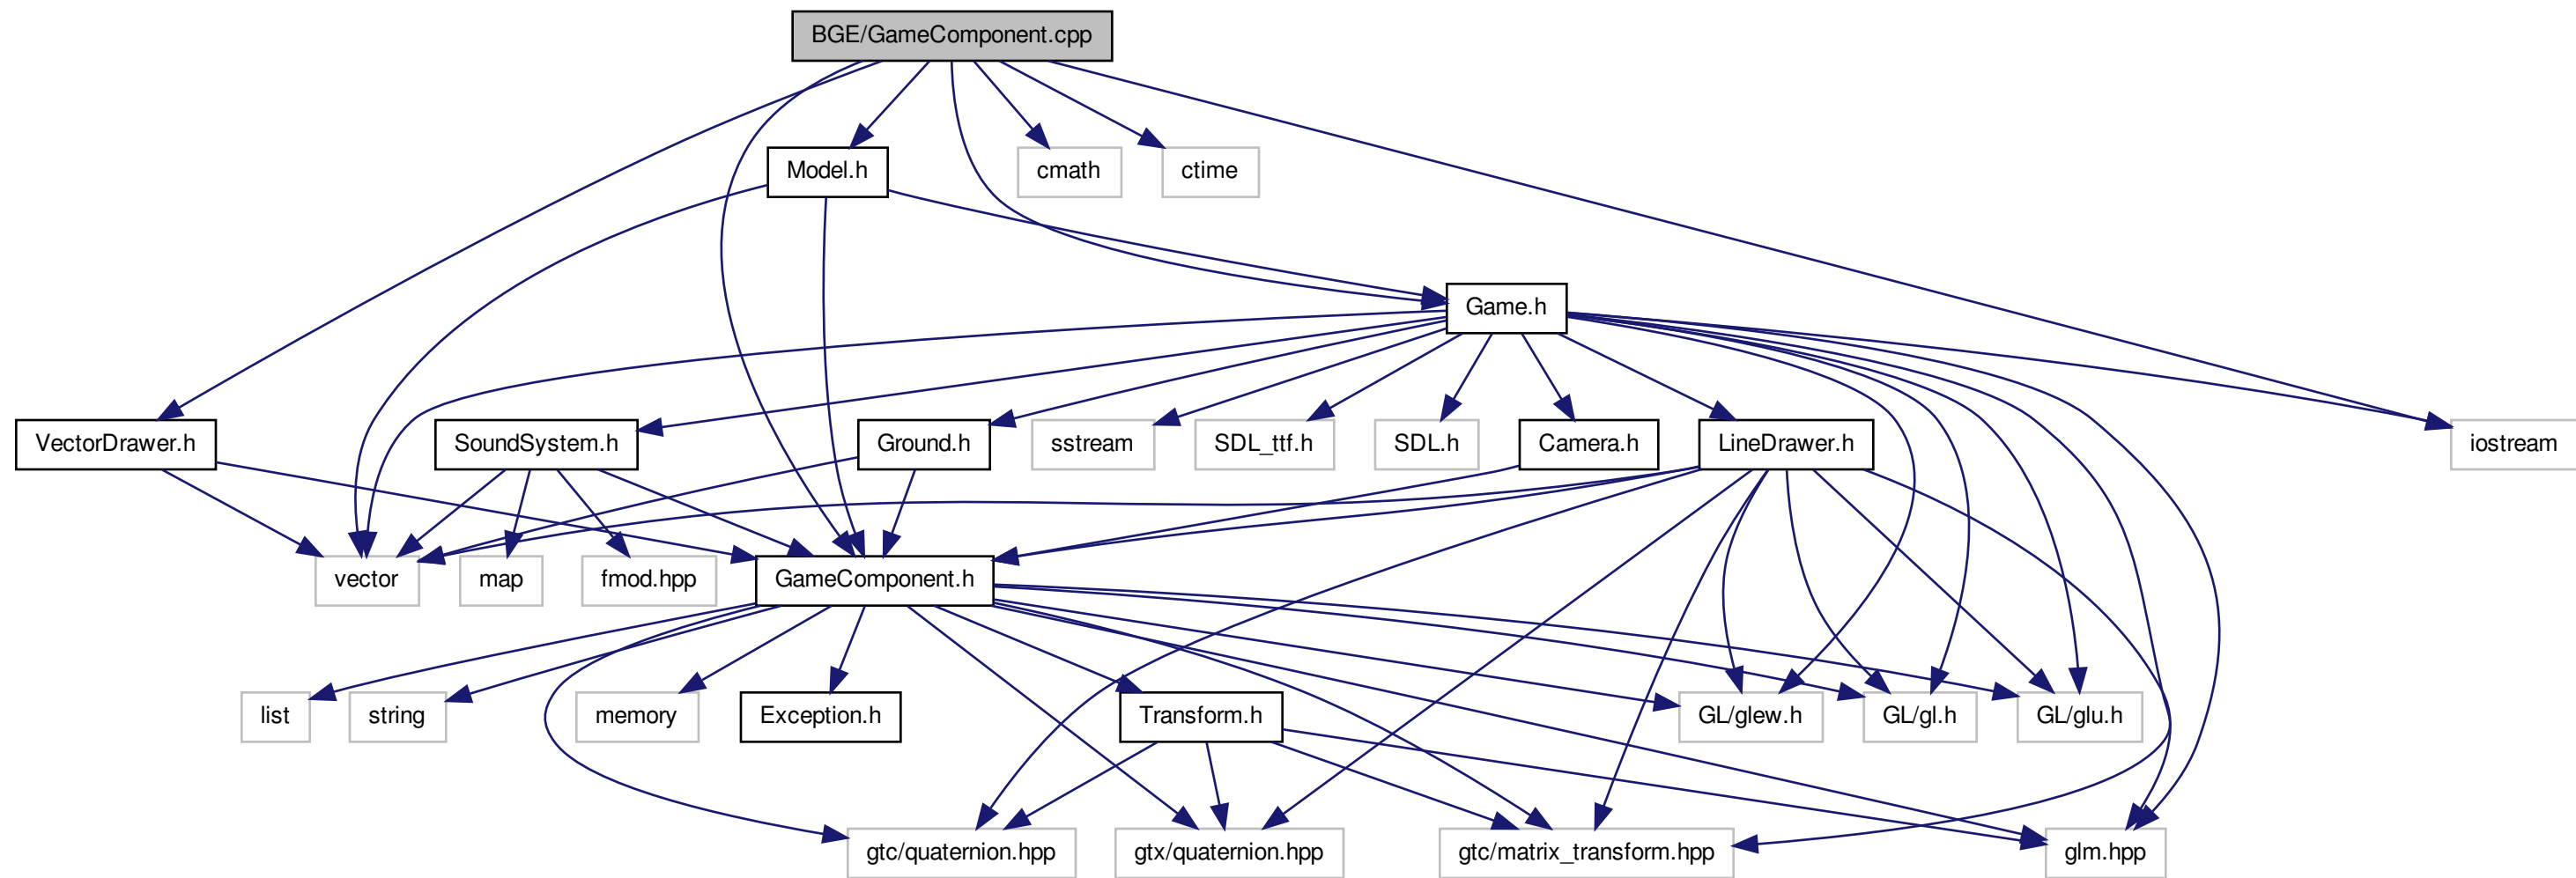 BGE/GameComponent.cpp
Model.h
cmath
ctime
Game.h
VectorDrawer.h
SoundSystem.h
Ground.h
sstream
SDL_ttf.h
SDL.h
Camera.h
LineDrawer.h
iostream
vector
map
fmod.hpp
GameComponent.h
list
string
memory
Exception.h
Transform.h
GL/glew.h
GL/gl.h
GL/glu.h
gtc/quaternion.hpp
gtx/quaternion.hpp
gtc/matrix_transform.hpp
glm.hpp